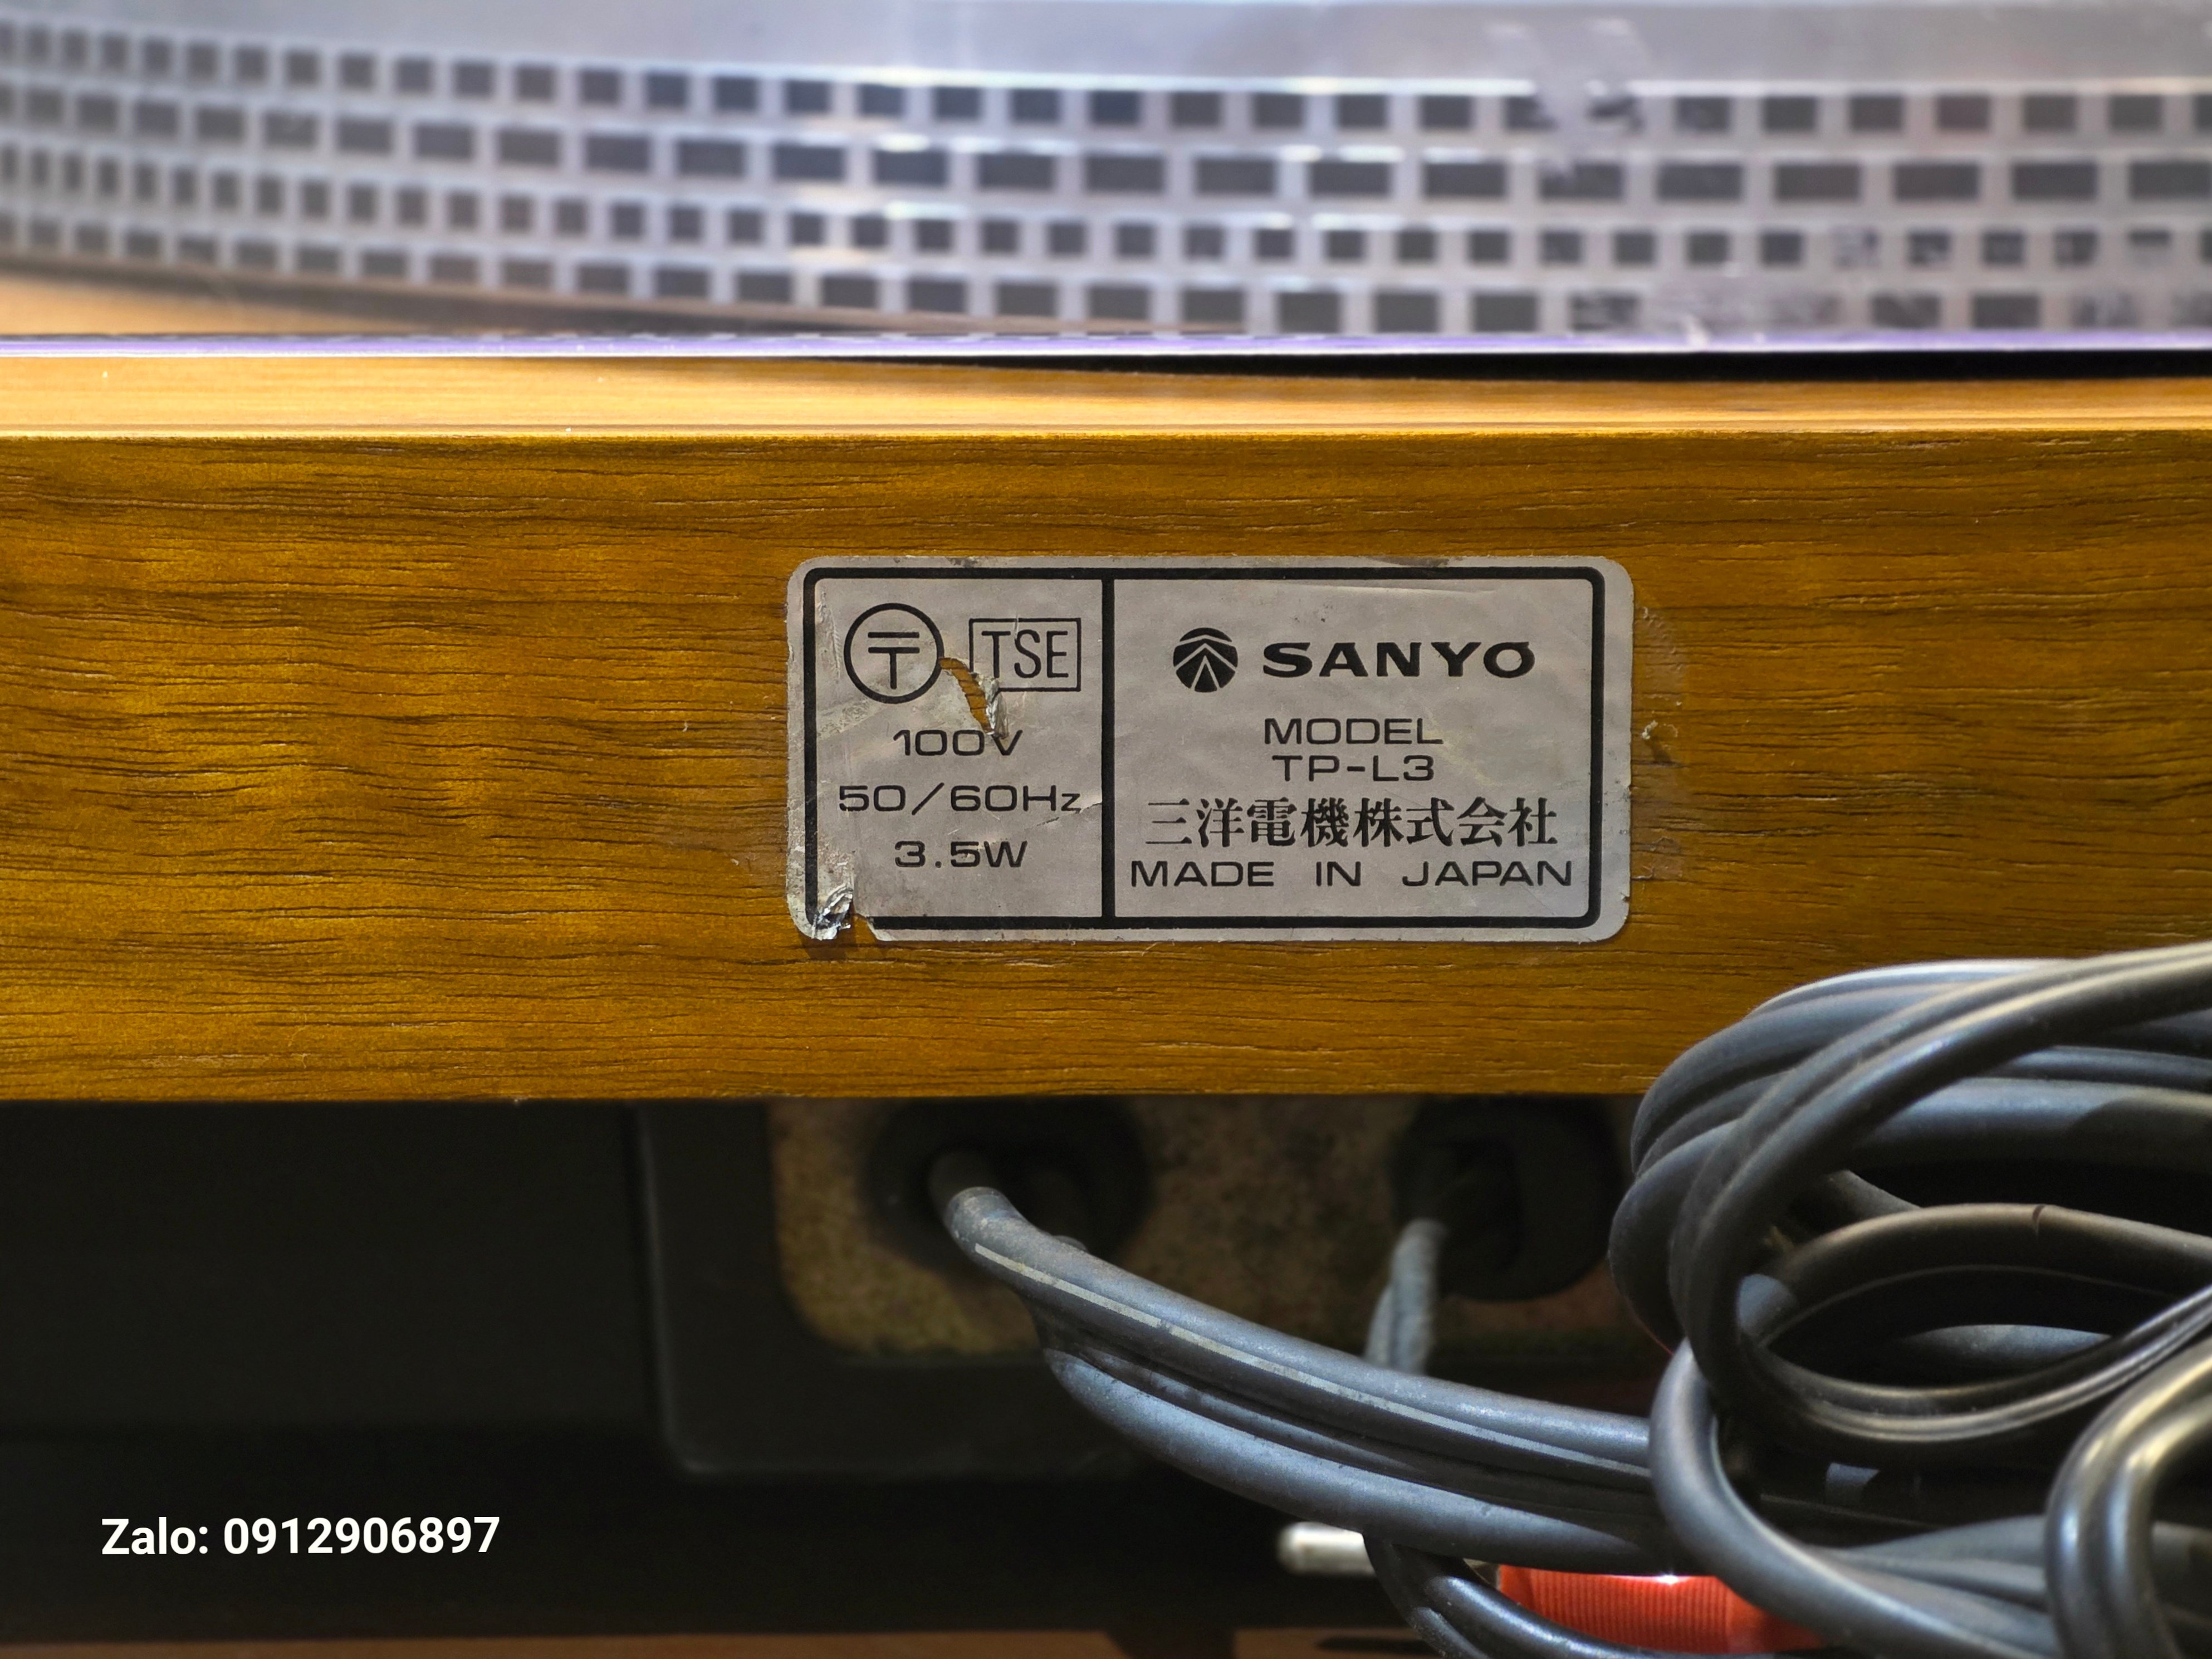 〒 TSE
100V
50/60Hz
3.5W
SANYO
MODEL
TP-L3
三洋電機株式会社
MADE IN JAPAN
Zalo: 0912906897